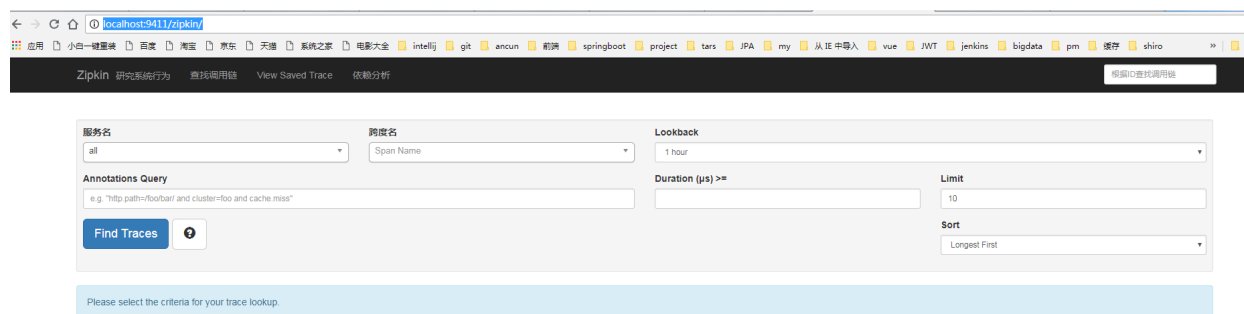 localhost:9411/zipkin/
应用 小白一键重装 百度 淘宝 京东 天猫 系统之家 电影大全 intellij git ancun 前端 springboot project tars JPA my 从 IE 中导入 vue JWT jenkins bigdata pm 缓存 shiro »
Zipkin 研究系统行为 查找调用链 View Saved Trace 依赖分析 根据ID查找调用链
服务名 跨度名 Lookback
all Span Name 1 hour
Annotations Query Duration (μs) >= Limit
e.g. "http.path=/foo/bar/ and cluster=foo and cache.miss" 10
Find Traces Sort
Longest First
Please select the criteria for your trace lookup.